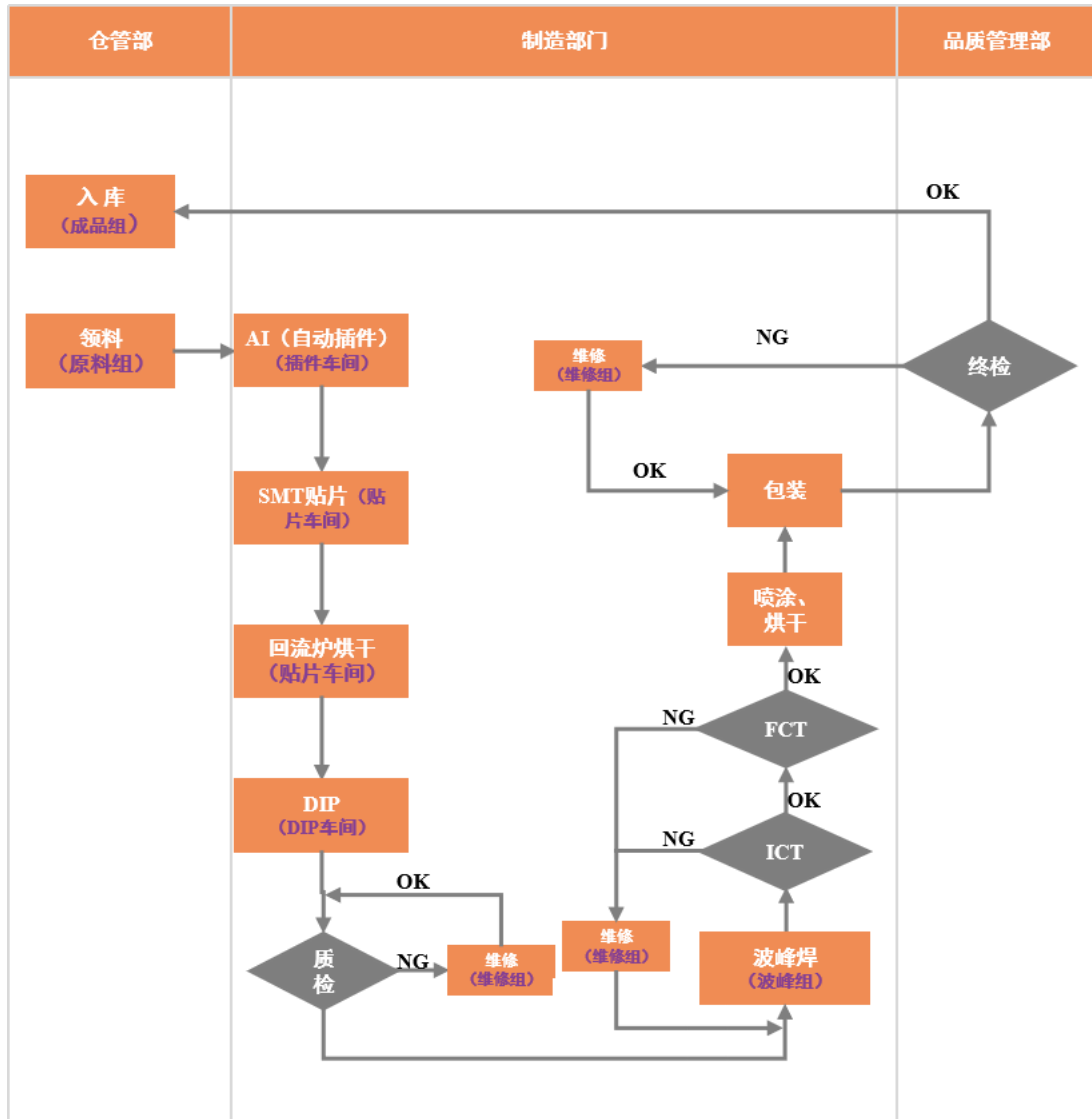 仓管部
制造部门
品质管理部
入 库
（成品组）
OK
领料
（原料组）
AI（自动插件）
（插件车间）
维修
（维修组）
NG
终检
SMT贴片（贴
片车间）
OK
包装
回流炉烘干
（贴片车间）
喷涂、
烘干
OK
NG
FCT
DIP
（DIP车间）
OK
NG
ICT
OK
质
检
NG
维修
（维修组）
维修
（维修组）
波峰焊
（波峰组）